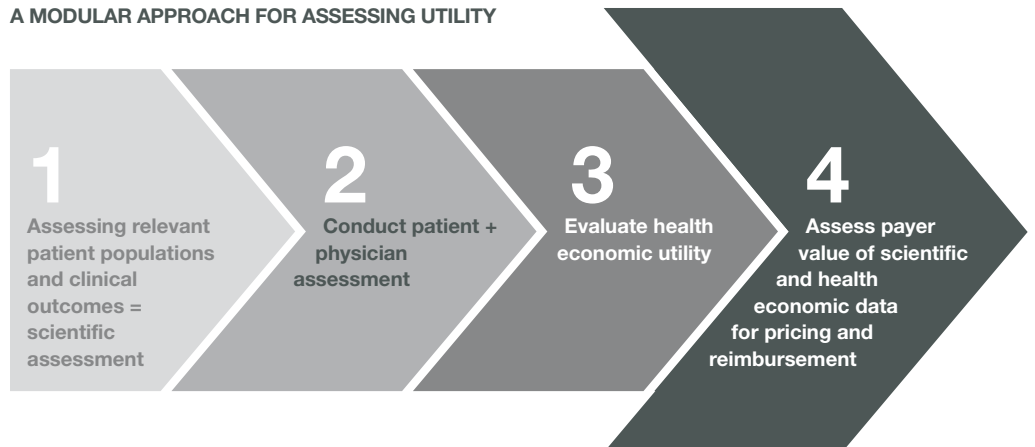 A MODULAR APPROACH FOR ASSESSING UTILITY
1
Assessing relevant
patient populations
and clinical
outcomes =
scientific
assessment
2
Conduct patient +
physician
assessment
3
Evaluate health
economic utility
4
Assess payer
value of scientific
and health
economic data
for pricing and
reimbursement